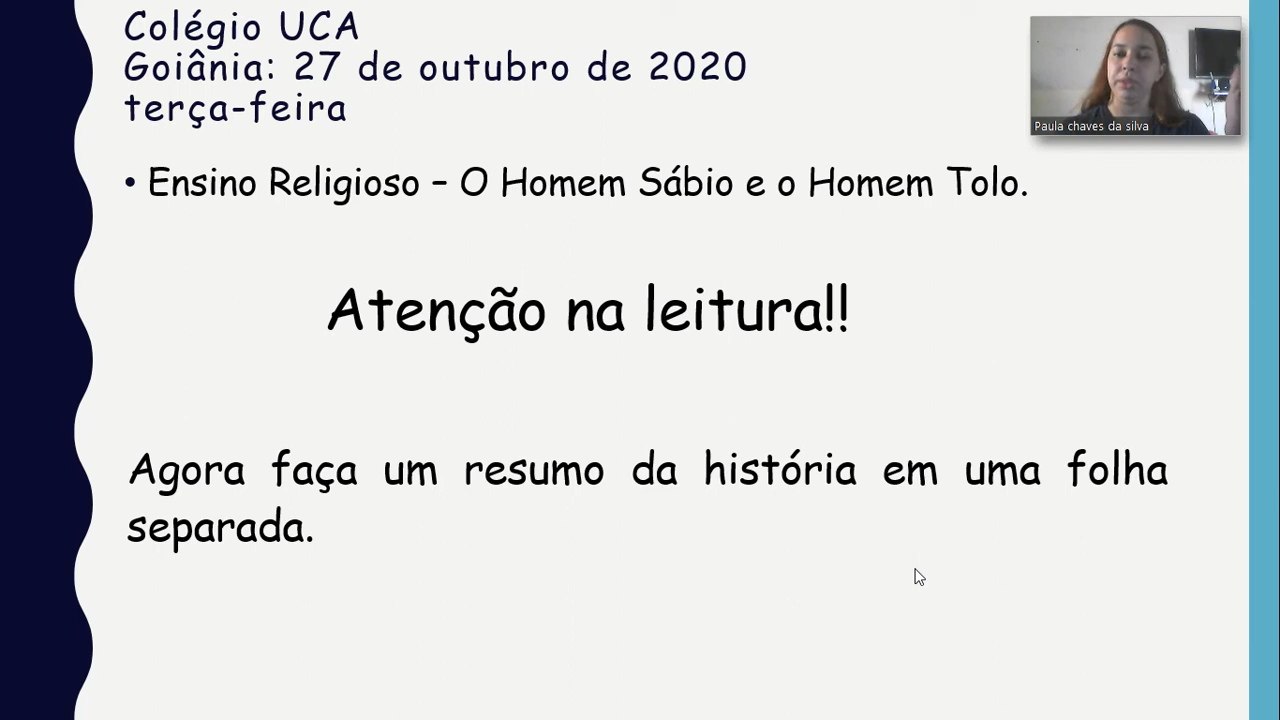 Colégio UCA
Goiânia: 27 de outubro de 2020
terça-feira
Paula chaves da silva
• Ensino Religioso – O Homem Sábio e o Homem Tolo.
Atenção na leitura!!
Agora faça um resumo da história em uma folha
separada.